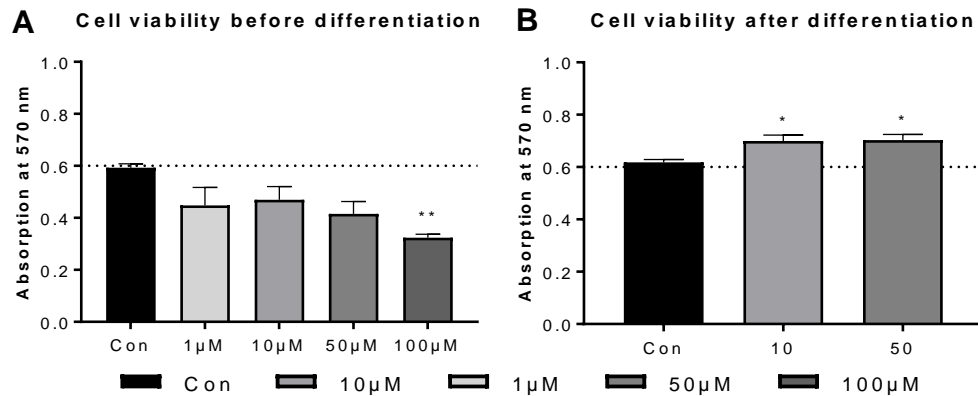 A Cell viability before differentiation
Absorption at 570 nm
1.0
0.8
0.6
0.4
0.2
0.0
**
Con 1µM 10µM 50µM 100µM
B Cell viability after differentiation
Absorption at 570 nm
1.0
0.8
0.6
0.4
0.2
0.0
* *
Con 10 50
Con 10µM 1µM 50µM 100µM